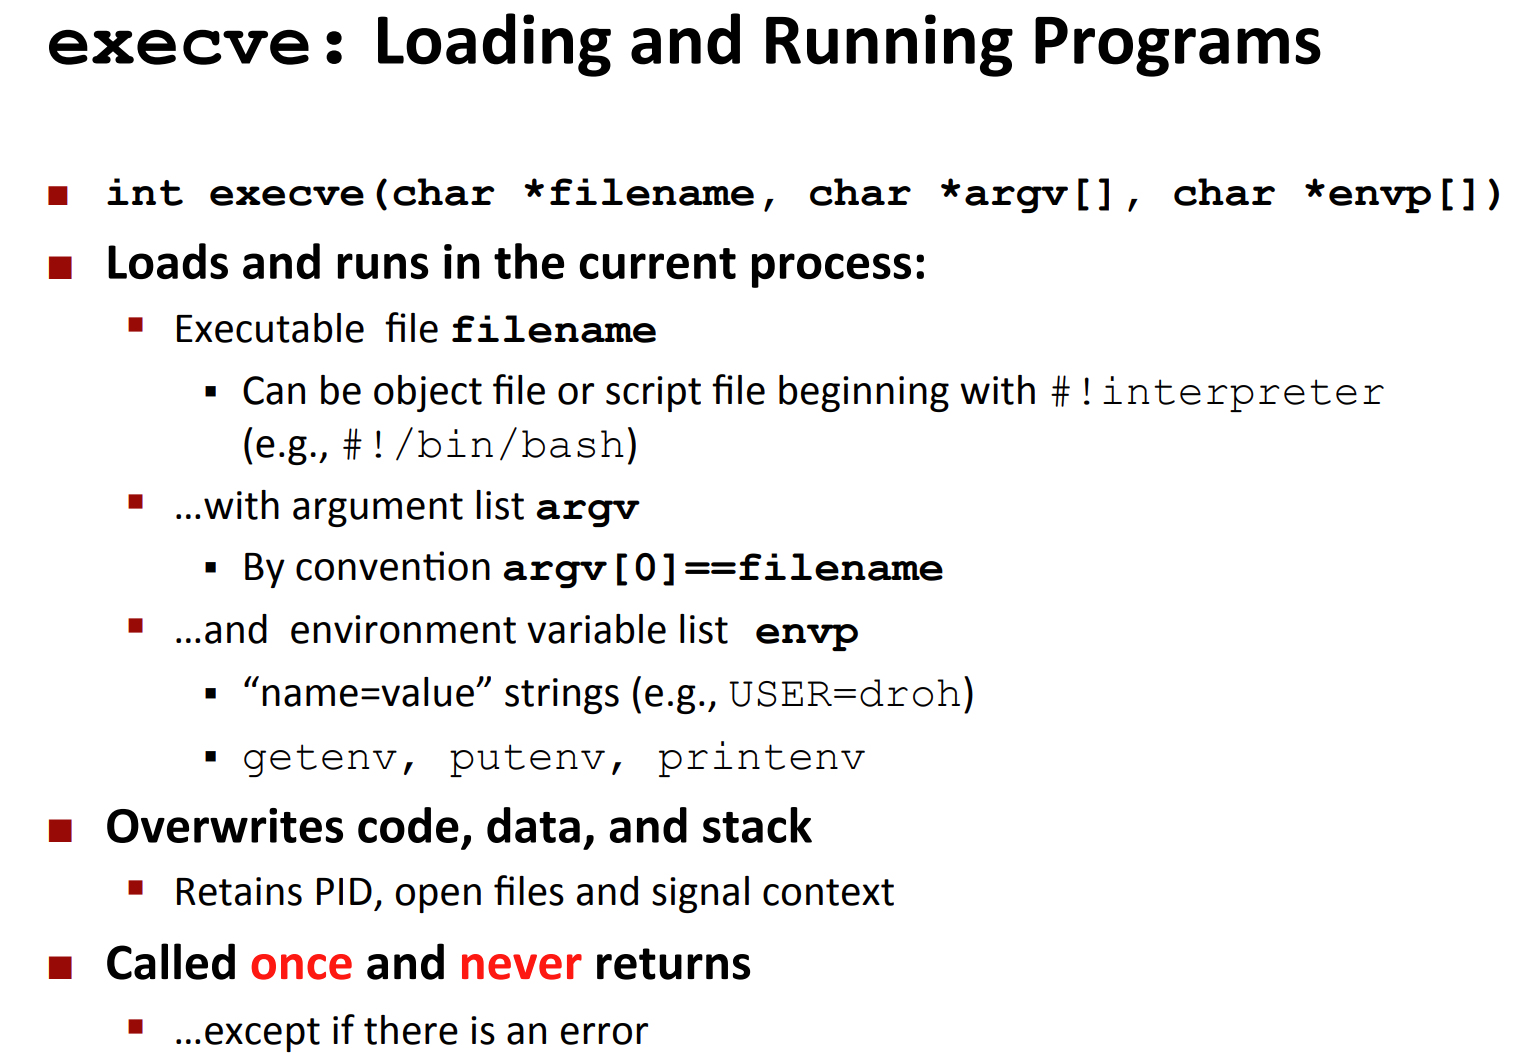 execve: Loading and Running Programs
int execve(char *filename, char *argv[], char *envp[])
Loads and runs in the current process:
Executable file filename
Can be object file or script file beginning with #!interpreter
(e.g., #!/bin/bash)
…with argument list argv
By convention argv[0]==filename
…and environment variable list envp
“name=value” strings (e.g., USER=droh)
getenv, putenv, printenv
Overwrites code, data, and stack
Retains PID, open files and signal context
Called once and never returns
…except if there is an error